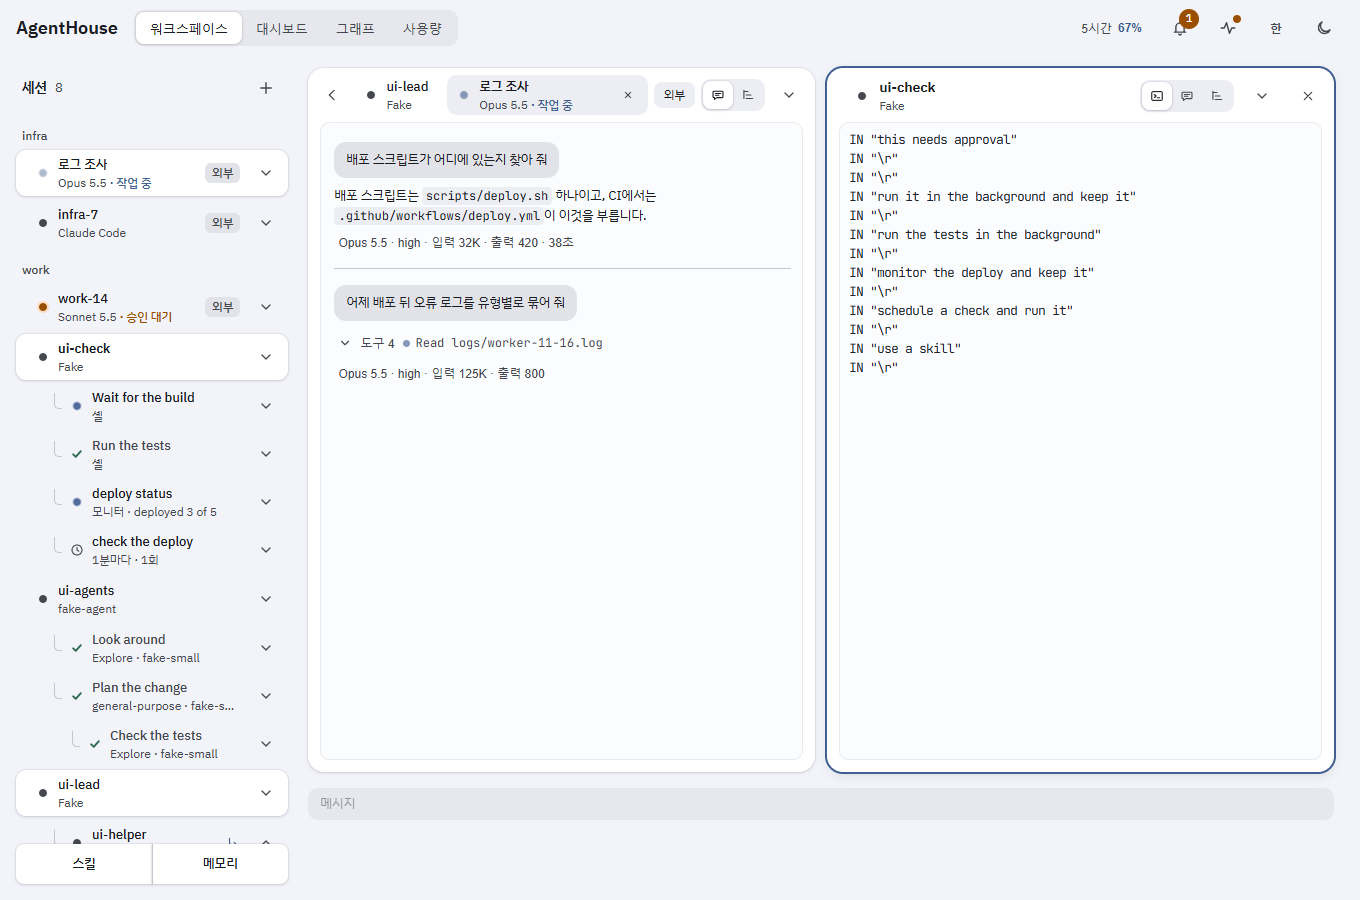 AgentHouse
워크스페이스
대시보드
그래프
사용량
5시간 67%
1
한
세션 8
infra
로그 조사
Opus 5.5 · 작업 중
외부
infra-7
Claude Code
외부
work
work-14
Sonnet 5.5 · 승인 대기
외부
ui-check
Fake
Wait for the build
셸
Run the tests
셸
deploy status
모니터 · deployed 3 of 5
check the deploy
1분마다 · 1회
ui-agents
fake-agent
Look around
Explore · fake-small
Plan the change
general-purpose · fake-s…
Check the tests
Explore · fake-small
ui-lead
Fake
ui-helper
스킬
메모리
ui-lead
Fake
로그 조사
Opus 5.5 · 작업 중
외부
배포 스크립트가 어디에 있는지 찾아 줘
배포 스크립트는 scripts/deploy.sh 하나이고, CI에서는
.github/workflows/deploy.yml 이 이것을 부릅니다.
Opus 5.5 · high · 입력 32K · 출력 420 · 38초
어제 배포 뒤 오류 로그를 유형별로 묶어 줘
도구 4 Read logs/worker-11-16.log
Opus 5.5 · high · 입력 125K · 출력 800
ui-check
Fake
IN "this needs approval"
IN "\r"
IN "\r"
IN "run it in the background and keep it"
IN "\r"
IN "run the tests in the background"
IN "\r"
IN "monitor the deploy and keep it"
IN "\r"
IN "schedule a check and run it"
IN "\r"
IN "use a skill"
IN "\r"
메시지